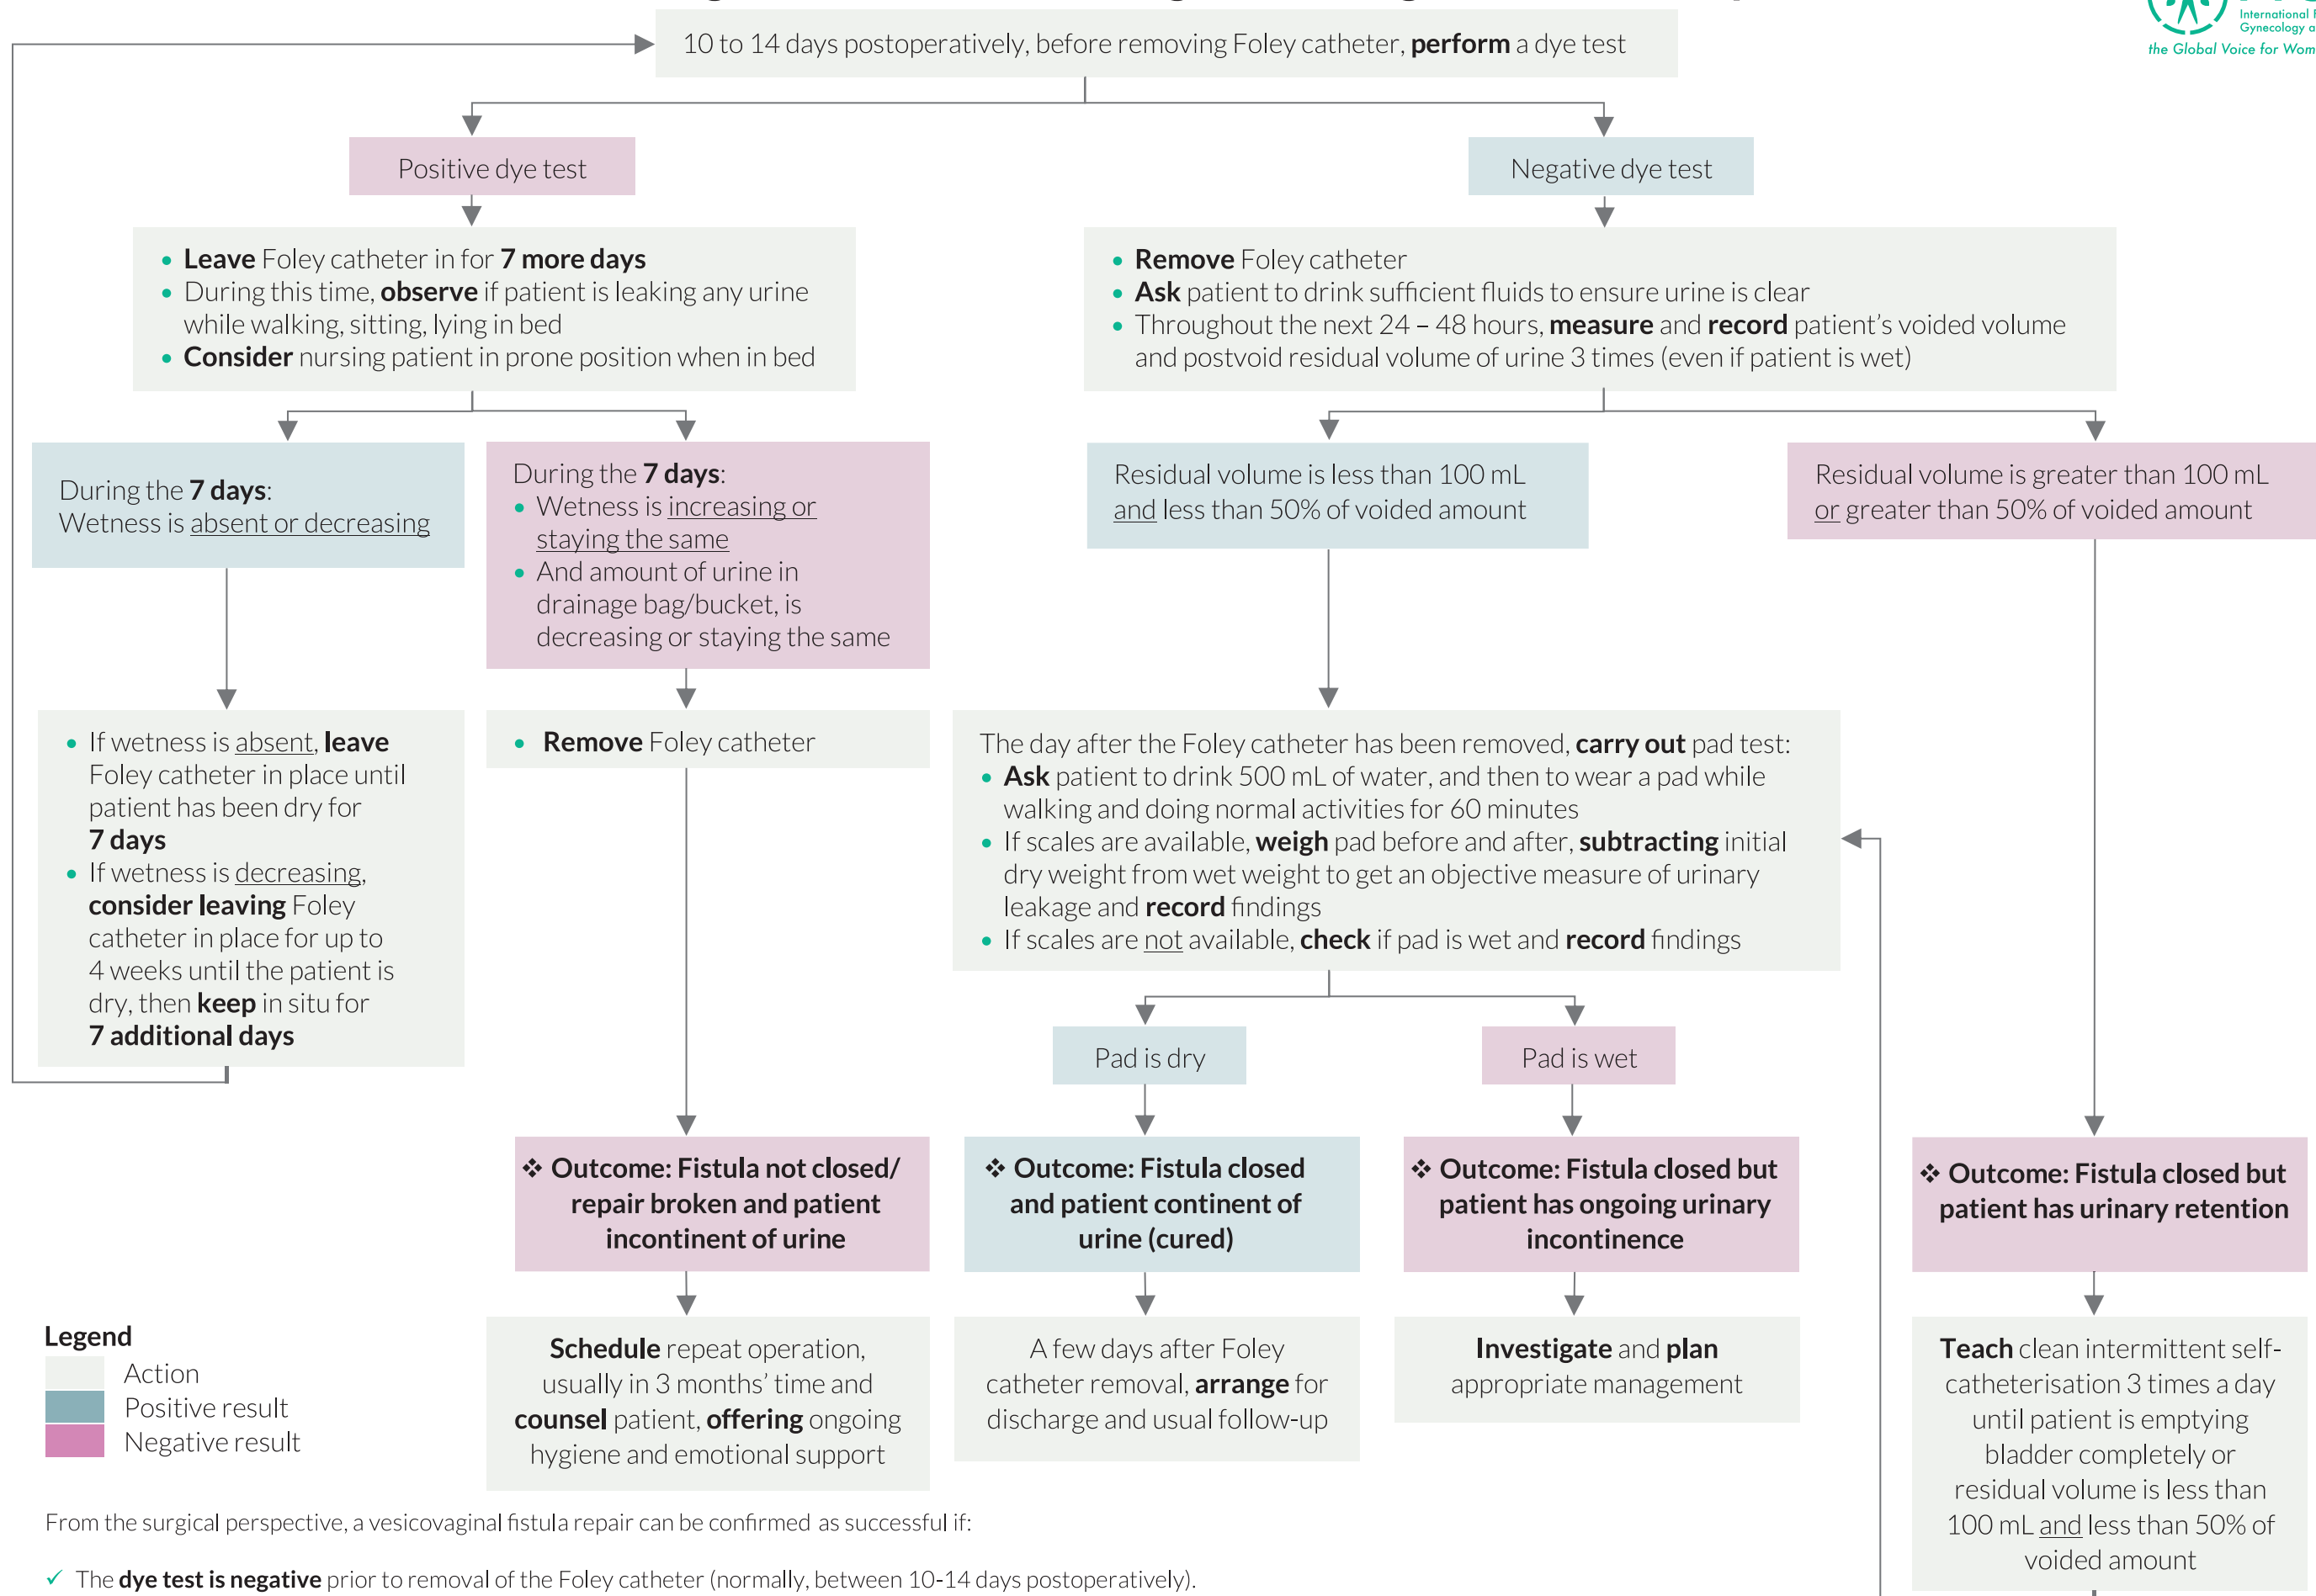 International
Gynecology
the Global Voice for
10 to 14 days postoperatively, before removing Foley catheter, perform a dye test
Positive dye test
Negative dye test
• Leave Foley catheter in for 7 more days
• During this time, observe if patient is leaking any urine
while walking, sitting, lying in bed
• Consider nursing patient in prone position when in bed
• Remove Foley catheter
• Ask patient to drink sufficient fluids to ensure urine is clear
• Throughout the next 24 – 48 hours, measure and record patient's voided volume
and postvoid residual volume of urine 3 times (even if patient is wet)
During the 7 days:
Wetness is absent or decreasing
During the 7 days:
• Wetness is increasing or
staying the same
• And amount of urine in
drainage bag/bucket, is
decreasing or staying the same
Residual volume is less than 100 mL
and less than 50% of voided amount
Residual volume is greater than 100 mL
or greater than 50% of voided amount
• If wetness is absent, leave
Foley catheter in place until
patient has been dry for
7 days
• If wetness is decreasing,
consider leaving Foley
catheter in place for up to
4 weeks until the patient is
dry, then keep in situ for
7 additional days
• Remove Foley catheter
The day after the Foley catheter has been removed, carry out pad test:
• Ask patient to drink 500 mL of water, and then to wear a pad while
walking and doing normal activities for 60 minutes
• If scales are available, weigh pad before and after, subtracting initial
dry weight from wet weight to get an objective measure of urinary
leakage and record findings
• If scales are not available, check if pad is wet and record findings
Pad is dry
Pad is wet
❖ Outcome: Fistula not closed/
repair broken and patient
incontinent of urine
❖ Outcome: Fistula closed
and patient continent of
urine (cured)
❖ Outcome: Fistula closed but
patient has ongoing urinary
incontinence
❖ Outcome: Fistula closed but
patient has urinary retention
Schedule repeat operation,
usually in 3 months' time and
counsel patient, offering ongoing
hygiene and emotional support
A few days after Foley
catheter removal, arrange for
discharge and usual follow-up
Investigate and plan
appropriate management
Teach clean intermittent self-
catheterisation 3 times a day
until patient is emptying
bladder completely or
residual volume is less than
100 mL and less than 50% of
voided amount
Legend
Action
Positive result
Negative result
From the surgical perspective, a vesicovaginal fistula repair can be confirmed as successful if:
✓ The dye test is negative prior to removal of the Foley catheter (normally, between 10-14 days postoperatively).